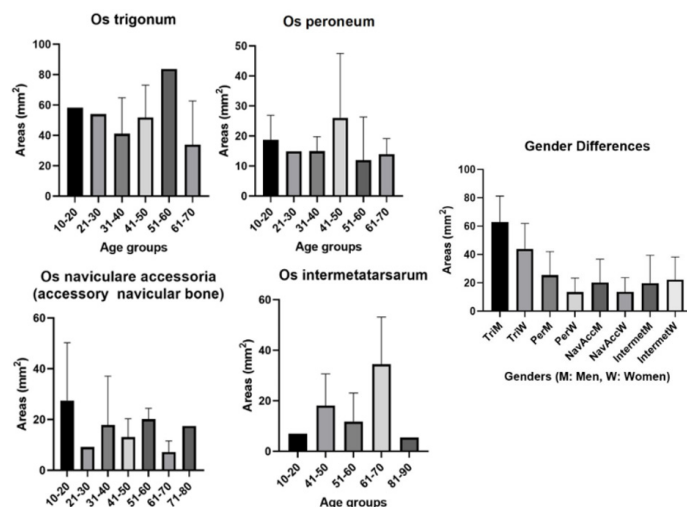 Os trigonum
100
80
60
40
20
0
Areas (mm²)
10-20
21-30
31-40
41-50
51-60
61-70
Age groups
Os peroneum
50
40
30
20
10
0
Areas (mm²)
10-20
21-30
31-40
41-50
51-60
61-70
Age groups
Gender Differences
100
80
60
40
20
0
Areas (mm²)
TriM
TriW
PerM
PerW
NavAccM
NavAccW
InternetM
InternetW
Genders (M: Men, W: Women)
Os naviculare accessoria
(accessory navicular bone)
60
40
20
0
Areas (mm²)
10-20
21-30
31-40
41-50
51-60
61-70
71-80
Os intermetatarsarum
60
40
20
0
Areas (mm²)
10-20
41-50
51-60
61-70
81-90
Age groups